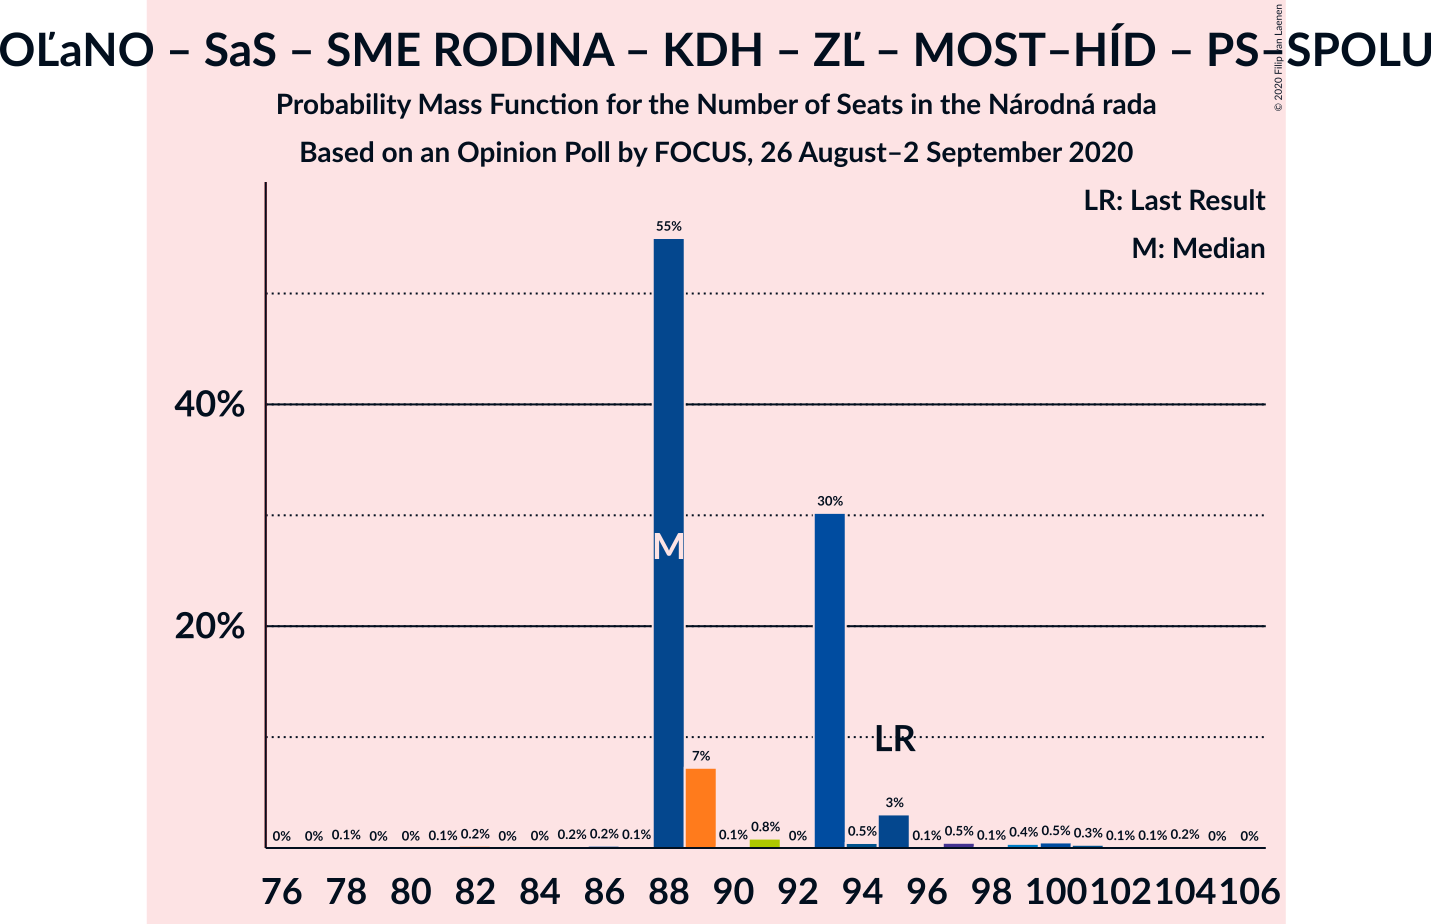 OĽaNO – SaS – SME RODINA – KDH – ZĽ – MOST–HÍD – PS–SPOLU
© 2020 Filip van Laenen
Probability Mass Function for the Number of Seats in the Národná rada
Based on an Opinion Poll by FOCUS, 26 August–2 September 2020
LR: Last Result
M: Median
55%
40%
30%
M
20%
LR
7%
3%
0% 0% 0.1% 0% 0% 0.1% 0.2% 0% 0% 0.2% 0.2% 0.1% 0.1% 0.8% 0% 0.5% 0.1% 0.5% 0.1% 0.4% 0.5% 0.3% 0.1% 0.1% 0.2% 0% 0%
76 78 80 82 84 86 88 90 92 94 96 98 100 102 104 106